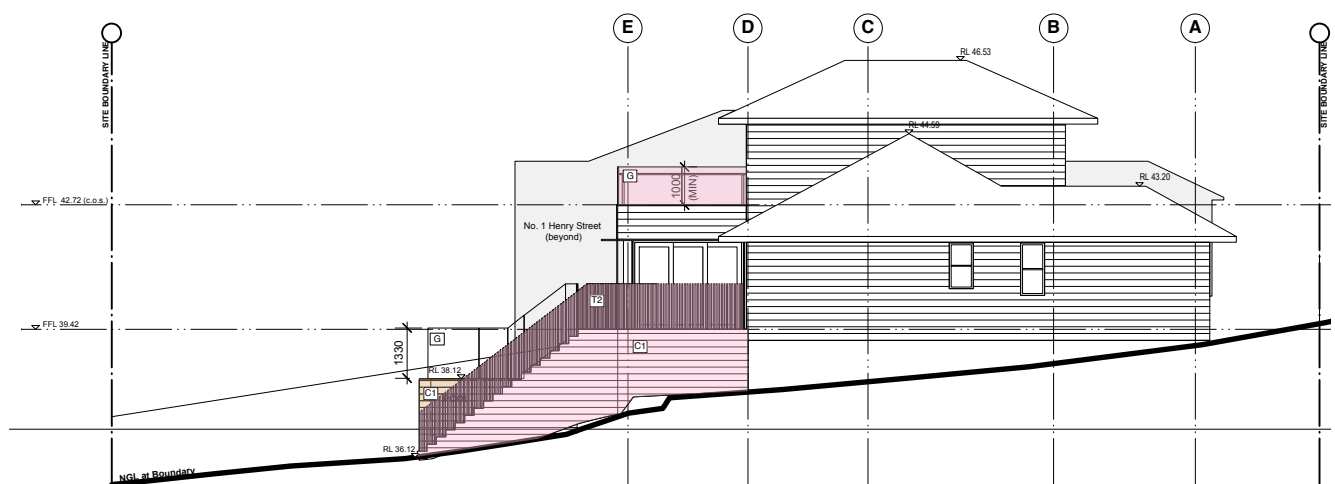 E
D
C
B
A
SITE BOUNDARY LINE
SITE BOUNDARY LINE
RL 46.53
RL 44.59
RL 43.20
G
1000
(MIN)
FFL 42.72 (c.o.s.)
No. 1 Henry Street
(beyond)
T2
FFL 39.42
G
1330
C1
RL 38.12
C1
RL 36.12
NGL at Boundary